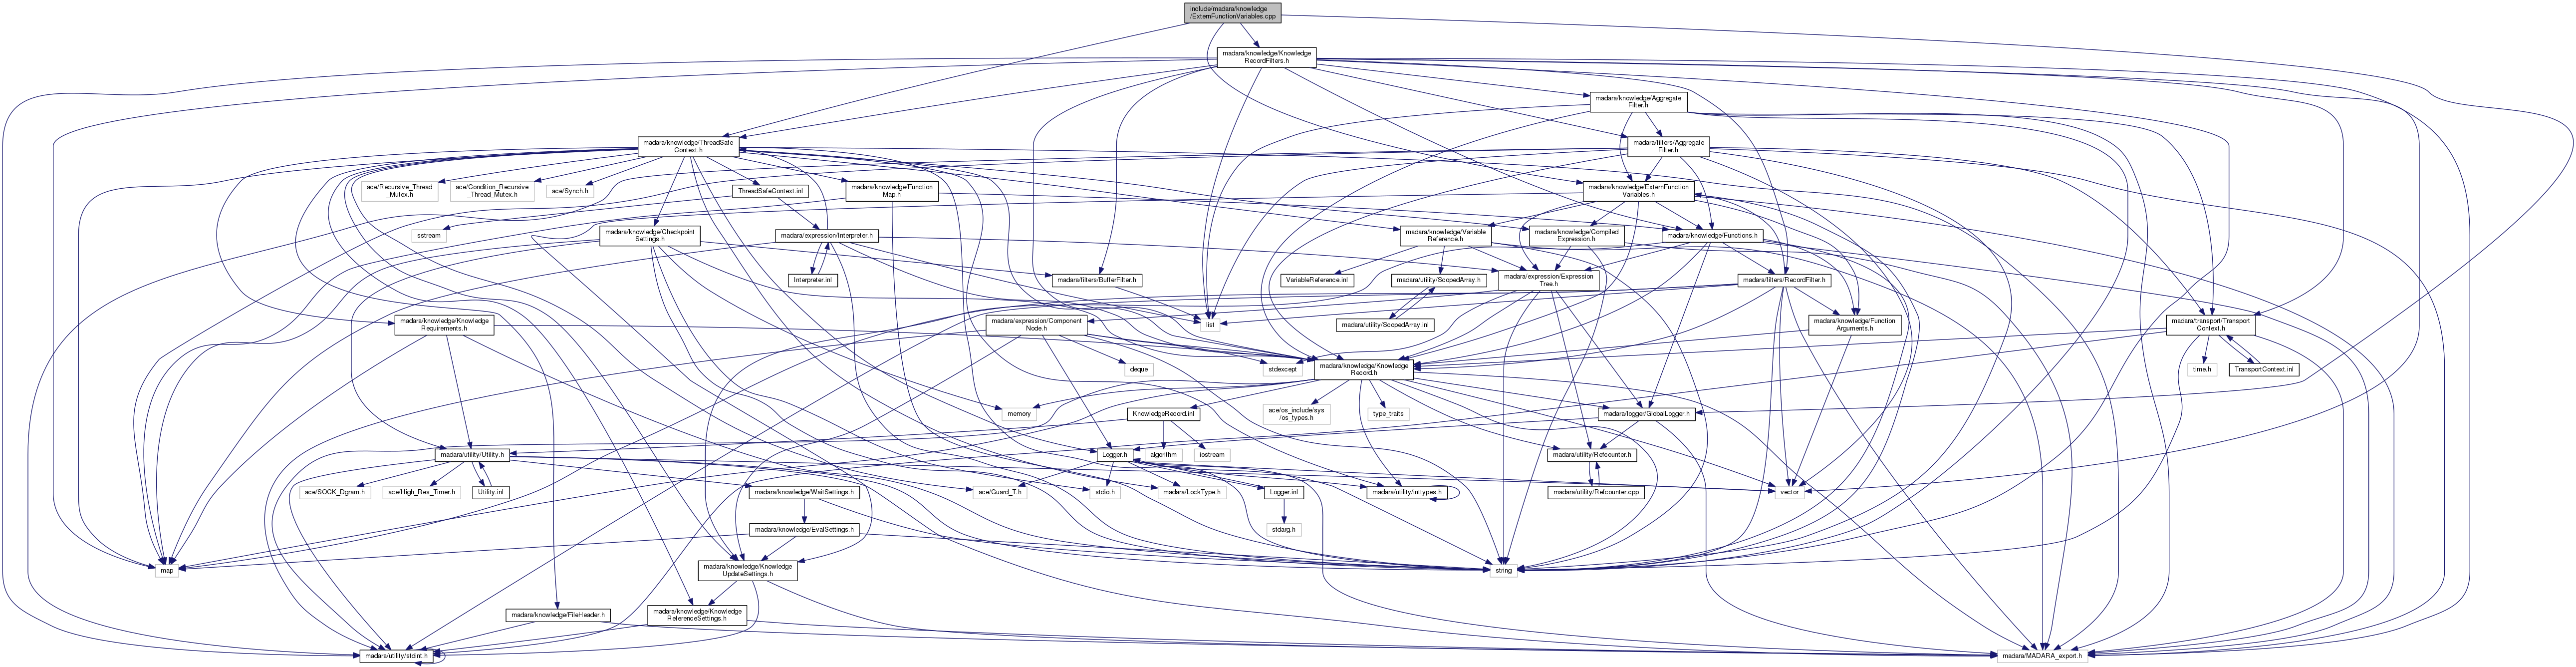 include/madara/knowledge
/ExternFunctionVariables.cpp
madara/knowledge/Knowledge
RecordFilters.h
madara/knowledge/Aggregate
Filter.h
madara/knowledge/ThreadSafe
Context.h
madara/filters/Aggregate
Filter.h
ace/Recursive_Thread
_Mutex.h
ace/Condition_Recursive
_Thread_Mutex.h
ace/Synch.h
ThreadSafeContext.inl
madara/knowledge/Function
Map.h
madara/knowledge/ExternFunction
Variables.h
sstream
madara/knowledge/Checkpoint
Settings.h
madara/expression/Interpreter.h
madara/knowledge/Variable
Reference.h
madara/knowledge/Compiled
Expression.h
madara/knowledge/Functions.h
Interpreter.inl
madara/filters/BufferFilter.h
VariableReference.inl
madara/utility/ScopedArray.h
madara/expression/Expression
Tree.h
madara/filters/RecordFilter.h
madara/knowledge/Knowledge
Requirements.h
madara/expression/Component
Node.h
list
madara/utility/ScopedArray.inl
madara/knowledge/Function
Arguments.h
madara/transport/Transport
Context.h
deque
stdexcept
madara/knowledge/Knowledge
Record.h
time.h
TransportContext.inl
memory
KnowledgeRecord.inl
ace/os_include/sys
/os_types.h
type_traits
madara/logger/GlobalLogger.h
madara/utility/Utility.h
Logger.h
algorithm
iostream
madara/utility/Refcounter.h
ace/SOCK_Dgram.h
ace/High_Res_Timer.h
Utility.inl
madara/knowledge/WaitSettings.h
ace/Guard_T.h
stdio.h
madara/LockType.h
Logger.inl
madara/utility/inttypes.h
madara/utility/Refcounter.cpp
vector
madara/knowledge/EvalSettings.h
stdarg.h
map
madara/knowledge/Knowledge
UpdateSettings.h
string
madara/knowledge/FileHeader.h
madara/knowledge/Knowledge
ReferenceSettings.h
madara/utility/stdint.h
madara/MADARA_export.h